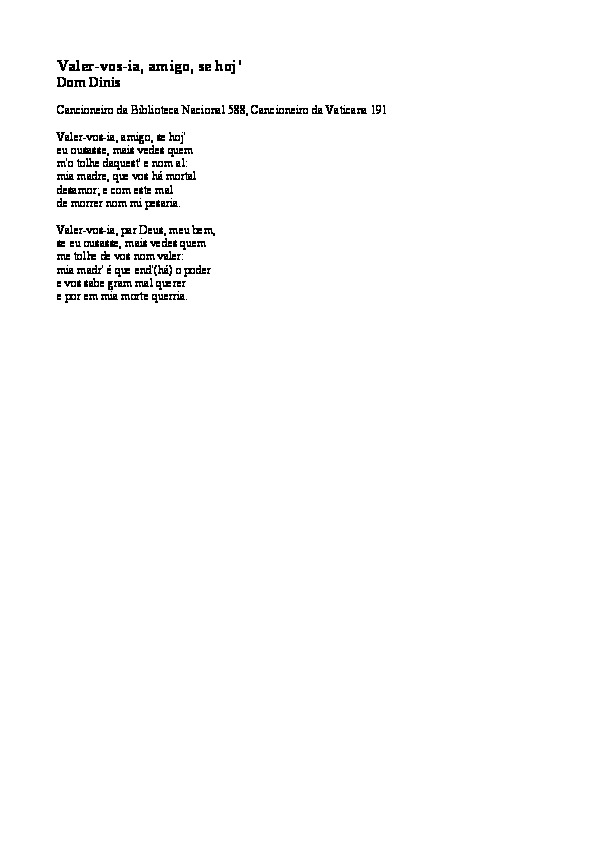 Valer-vos-ia, amigo, se hoj'
Dom Dinis
Cancioneiro da Biblioteca Nacional 588, Cancioneiro da Vaticana 191
Valer-vos-ia, amigo, se hoj'
eu ousasse, mais vedes quem
m'o tolhe daquest' e nom al:
mia madre, que vos há mortal
desamor; e com este mal
de morrer nom mi pesaria.
Valer-vos-ia, par Deus, meu bem,
se eu ousasse, mais vedes quem
me tolhe de vos nom valer:
mia madr' é que end'(há) o poder
e vos sabe gram mal querer
e por em mia morte querria.